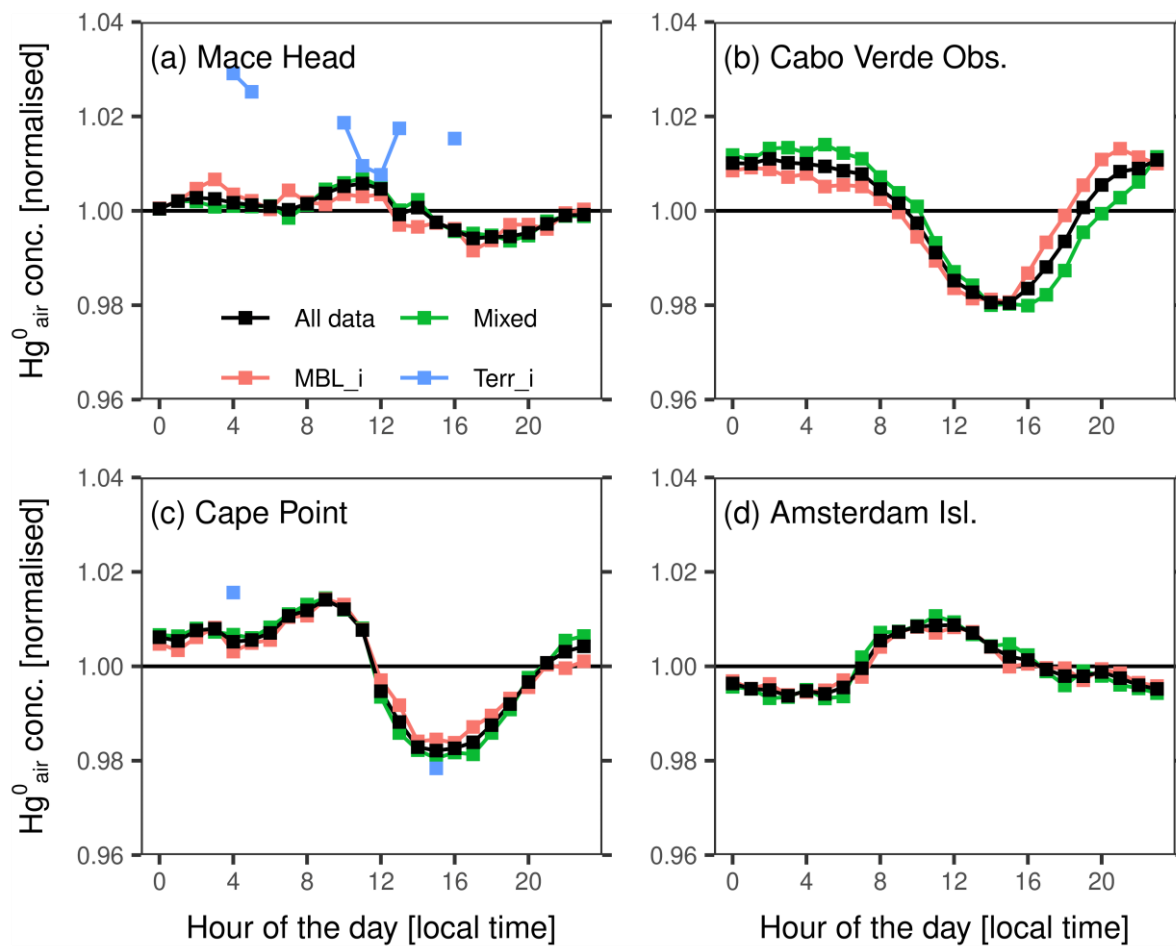 (a) Mace Head
(b) Cabo Verde Obs.
1.04
1.02
1.00
0.98
0.96
1.04
1.02
1.00
0.98
0.96
Hg⁰air conc. [normalised]
All data
Mixed
MBL_i
Terr_i
0 4 8 12 16 20
0 4 8 12 16 20
(c) Cape Point
(d) Amsterdam Isl.
1.04
1.02
1.00
0.98
0.96
1.04
1.02
1.00
0.98
0.96
Hg⁰air conc. [normalised]
0 4 8 12 16 20
0 4 8 12 16 20
Hour of the day [local time]
Hour of the day [local time]